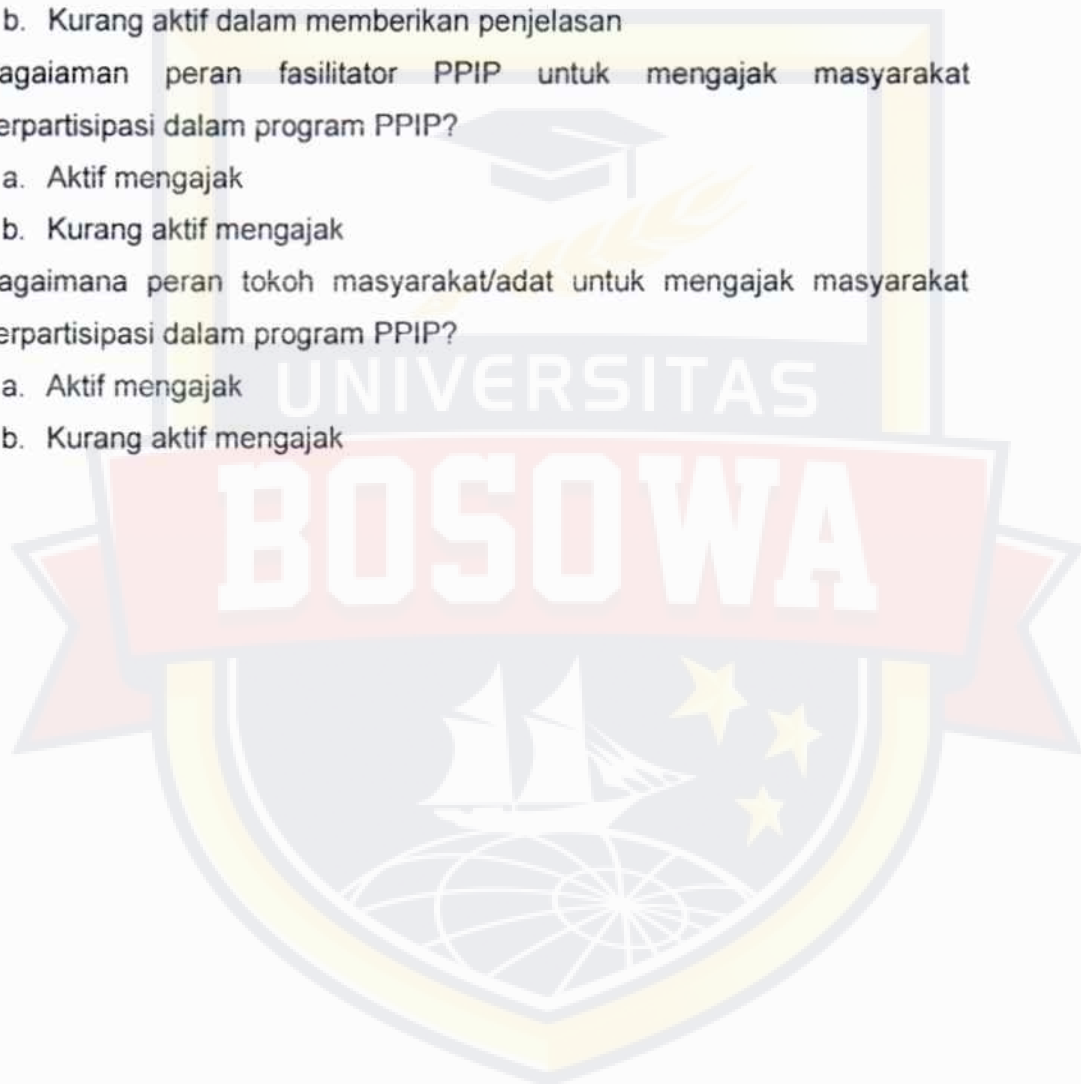 b. Kurang aktif dalam memberikan penjelasan
agaiaman peran fasilitator PPIP untuk mengajak masyarakat
erpartisipasi dalam program PPIP?
a. Aktif mengajak
b. Kurang aktif mengajak
agaimana peran tokoh masyarakat/adat untuk mengajak masyarakat
erpartisipasi dalam program PPIP?
a. Aktif mengajak
b. Kurang aktif mengajak
UNIVERSITAS
BOSOWA